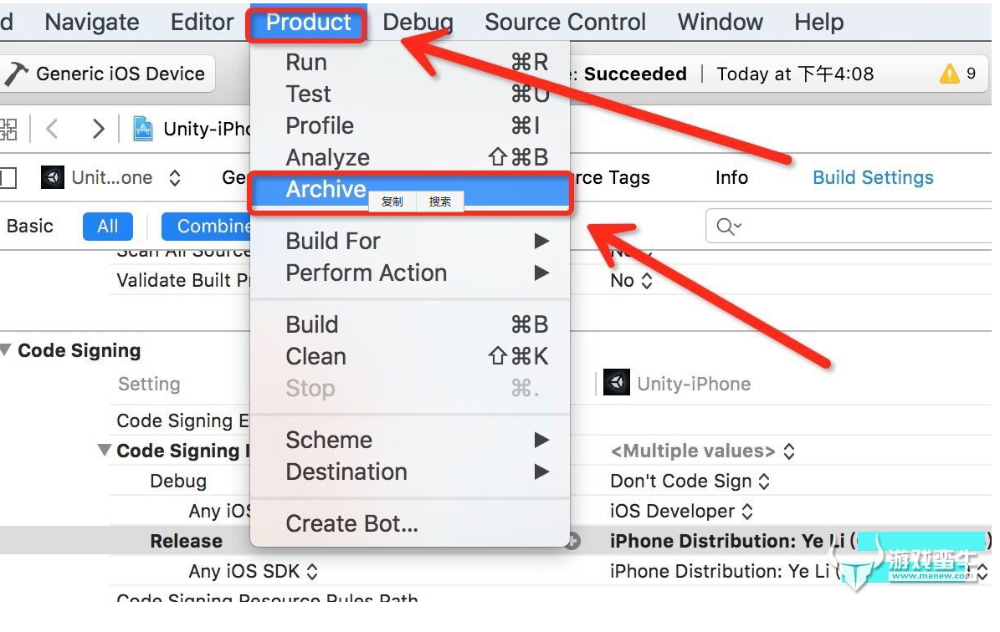 Navigate Editor Product Debug Source Control Window Help
Generic iOS Device : Succeeded | Today at 下午4:08 9
Unity-iPho
Unit...one Ge rce Tags Info Build Settings
Basic All Combine
Run ⌘R
Test ⌘U
Profile ⌘I
Analyze ⇧⌘B
Archive
复制 搜索
Build For
Perform Action
Build ⌘B
Clean ⇧⌘K
Stop ⌘.
Scheme
Destination
Create Bot...
Scan All Source No
Validate Built Pr No
Code Signing
Setting Unity-iPhone
Code Signing E
Code Signing I <Multiple values>
Debug Don't Code Sign
Any iOS iOS Developer
Release iPhone Distribution: Ye Li (
Any iOS SDK iPhone Distribution: Ye Li (
Code Signing Resource Rules Path
游戏蛮牛
www.manew.com